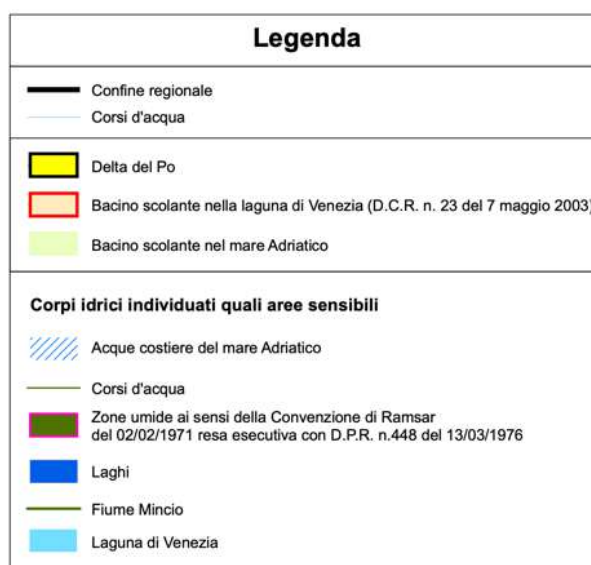 Legenda
Confine regionale
Corsi d'acqua
Delta del Po
Bacino scolante nella laguna di Venezia (D.C.R. n. 23 del 7 maggio 2003)
Bacino scolante nel mare Adriatico
Corpi idrici individuati quali aree sensibili
Acque costiere del mare Adriatico
Corsi d'acqua
Zone umide ai sensi della Convenzione di Ramsar
del 02/02/1971 resa esecutiva con D.P.R. n.448 del 13/03/1976
Laghi
Fiume Mincio
Laguna di Venezia